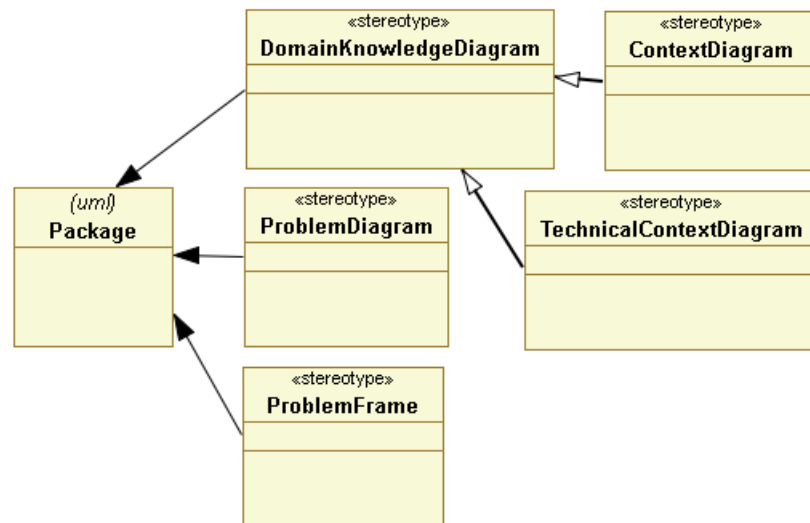 «stereotype»
DomainKnowledgeDiagram
«stereotype»
ContextDiagram
(uml)
Package
«stereotype»
ProblemDiagram
«stereotype»
TechnicalContextDiagram
«stereotype»
ProblemFrame